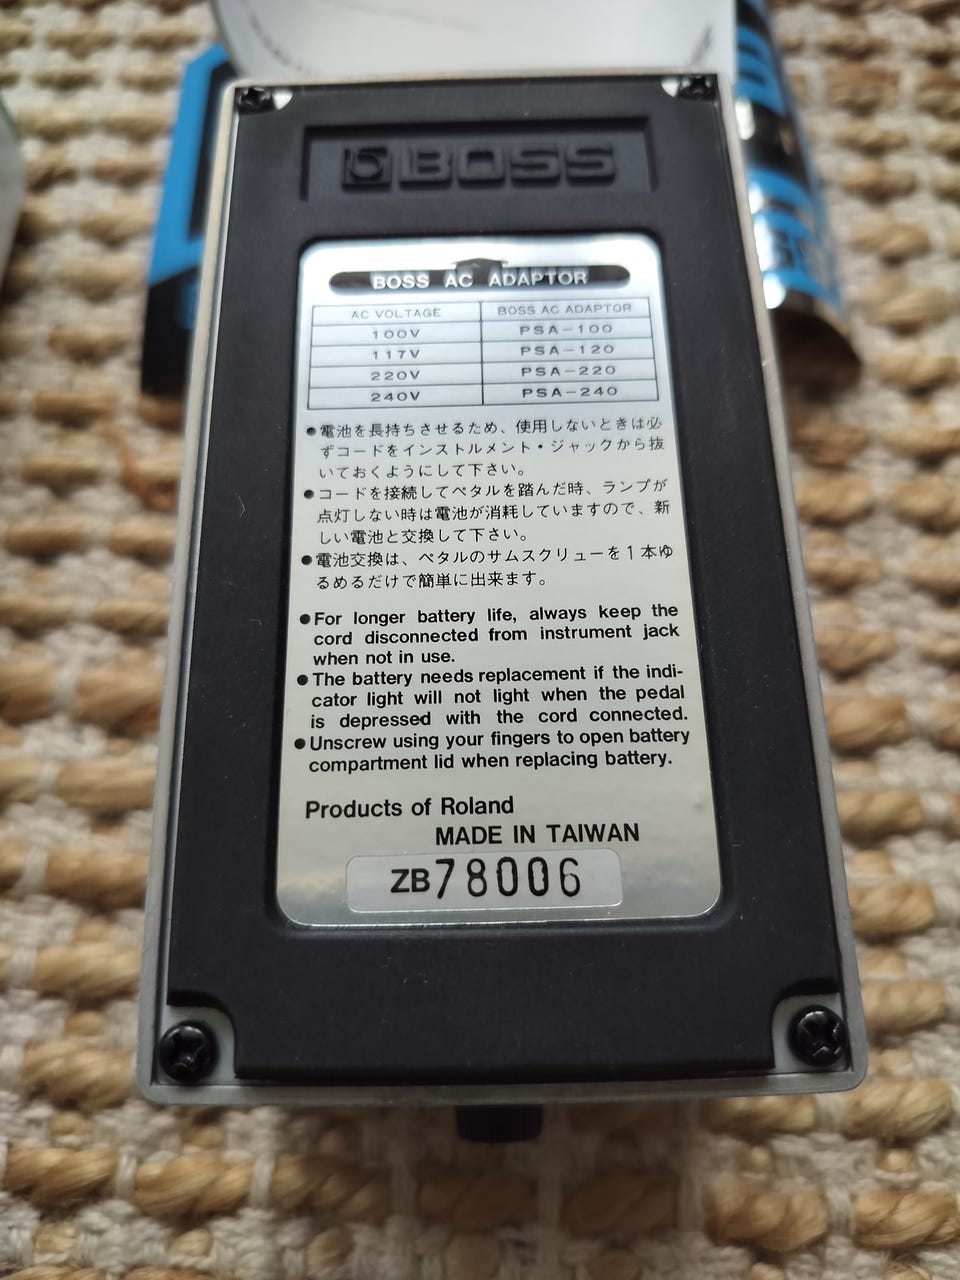 BOSS
BOSS AC ADAPTOR
AC VOLTAGE BOSS AC ADAPTOR
100V PSA-100
117V PSA-120
220V PSA-220
240V PSA-240
●電池を長持ちさせるため、使用しないときは必
ずコードをインストルメント・ジャックから抜
いておくようにして下さい。
●コードを接続してペタルを踏んだ時、ランプが
点灯しない時は電池が消耗していますので、新
しい電池と交換して下さい。
●電池交換は、ペタルのサムスクリューを1本ゆ
るめるだけで簡単に出来ます。
●For longer battery life, always keep the
cord disconnected from instrument jack
when not in use.
●The battery needs replacement if the indi-
cator light will not light when the pedal
is depressed with the cord connected.
●Unscrew using your fingers to open battery
compartment lid when replacing battery.
Products of Roland
MADE IN TAIWAN
ZB78006